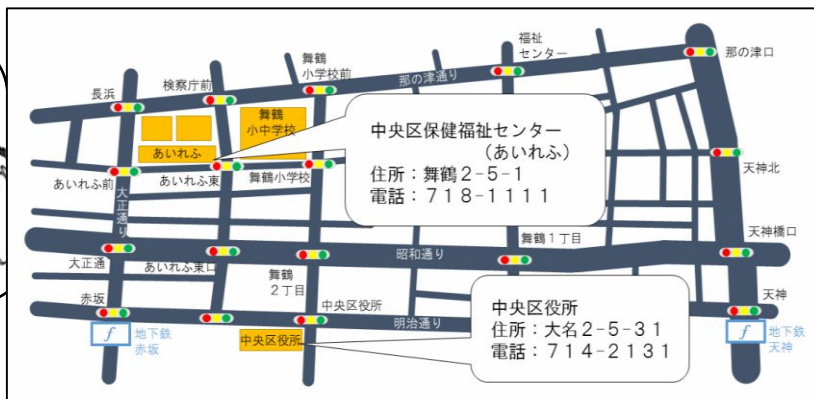 福祉
センター
那の津口
舞鶴
小学校前
検察庁前
長浜
那の津通り
舞鶴
小中学校
あいれふ
あいれふ前
あいれふ東
舞鶴小学校
中央区保健福祉センター
(あいれふ)
住所：舞鶴2-5-1
電話：718-1111
天神北
大正通り
天神橋口
昭和通り
舞鶴1丁目
大正通
あいれふ東口
舞鶴
2丁目
赤坂
中央区役所
明治通り
天神
f
地下鉄
赤坂
中央区役所
中央区役所
住所：大名2-5-31
電話：714-2131
f
地下鉄
天神